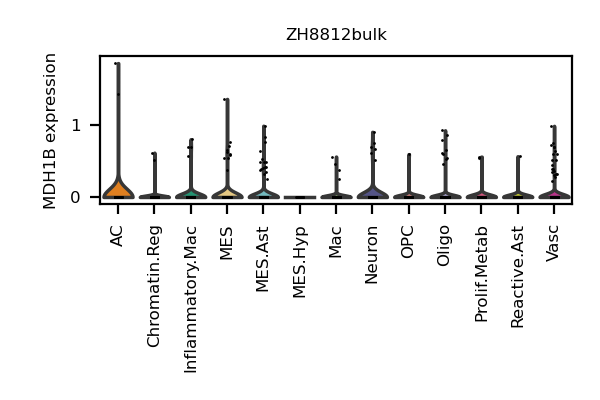 ZH8812bulk
MDH1B expression
1
0
AC
Chromatin.Reg
Inflammatory.Mac
MES
MES.Ast
MES.Hyp
Mac
Neuron
OPC
Oligo
Prolif.Metab
Reactive.Ast
Vasc